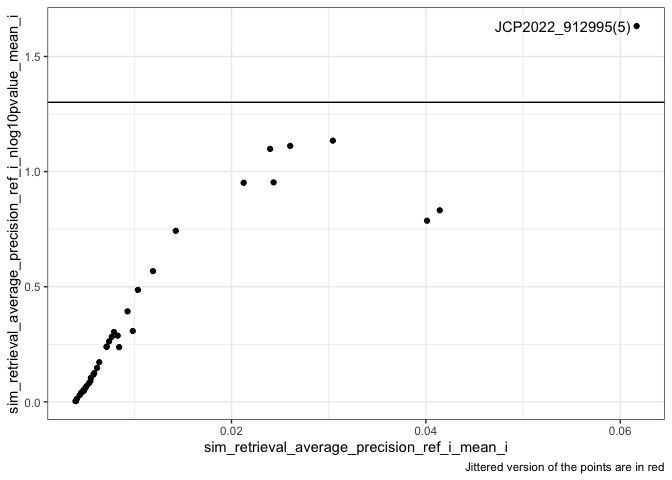 JCP2022_912995(5)
sim_retrieval_average_precision_ref_i_nlog10pvalue_mean_i
1.5
1.0
0.5
0.0
0.02
0.04
0.06
sim_retrieval_average_precision_ref_i_mean_i
Jittered version of the points are in red